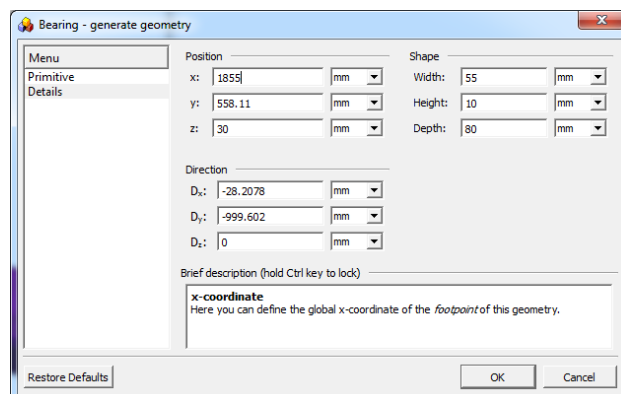 Bearing - generate geometry
Menu
Primitive
Details
Position
x: 1855 mm
y: 558.11 mm
z: 30 mm
Shape
Width: 55 mm
Height: 10 mm
Depth: 80 mm
Direction
Dx: -28.2078 mm
Dy: -999.602 mm
Dz: 0 mm
Brief description (hold Ctrl key to lock)
x-coordinate
Here you can define the global x-coordinate of the footpoint of this geometry.
Restore Defaults
OK
Cancel